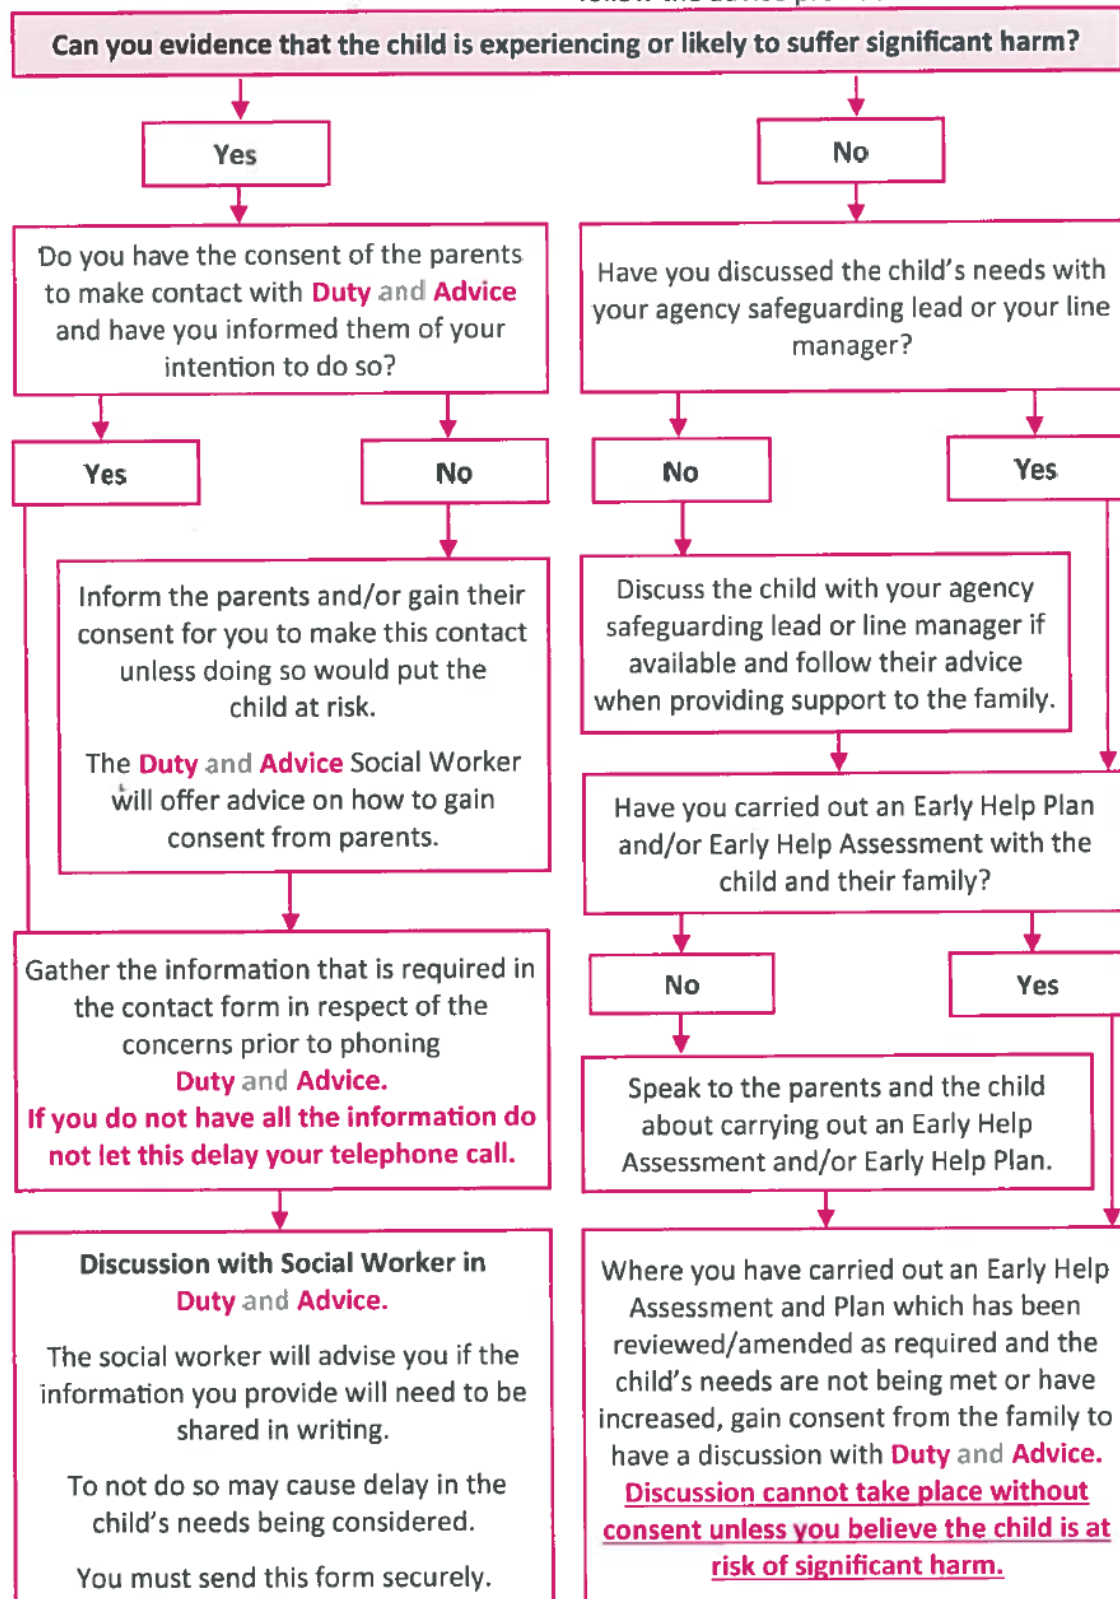 Can you evidence that the child is experiencing or likely to suffer significant harm?
Yes
No
Do you have the consent of the parents
to make contact with Duty and Advice
and have you informed them of your
intention to do so?
Have you discussed the child's needs with
your agency safeguarding lead or your line
manager?
Yes
No
No
Yes
Inform the parents and/or gain their
consent for you to make this contact
unless doing so would put the
child at risk.
The Duty and Advice Social Worker
will offer advice on how to gain
consent from parents.
Discuss the child with your agency
safeguarding lead or line manager if
available and follow their advice
when providing support to the family.
Have you carried out an Early Help Plan
and/or Early Help Assessment with the
child and their family?
Gather the information that is required in
the contact form in respect of the
concerns prior to phoning
Duty and Advice.
If you do not have all the information do
not let this delay your telephone call.
No
Yes
Speak to the parents and the child
about carrying out an Early Help
Assessment and/or Early Help Plan.
Discussion with Social Worker in
Duty and Advice.
The social worker will advise you if the
information you provide will need to be
shared in writing.
To not do so may cause delay in the
child's needs being considered.
You must send this form securely.
Where you have carried out an Early Help
Assessment and Plan which has been
reviewed/amended as required and the
child's needs are not being met or have
increased, gain consent from the family to
have a discussion with Duty and Advice.
Discussion cannot take place without
consent unless you believe the child is at
risk of significant harm.